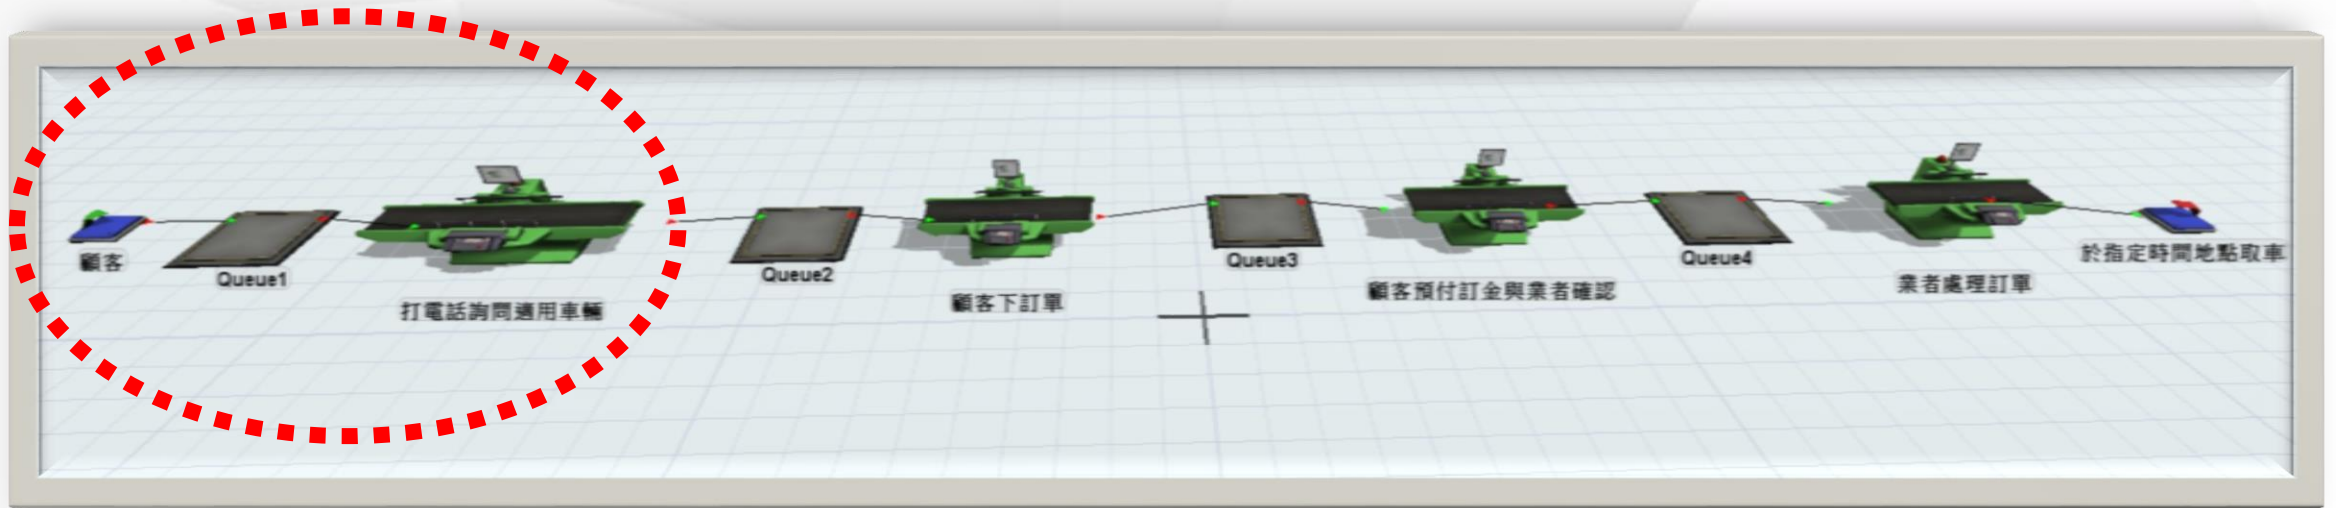 顧客
Queue1
打電話詢問適用車輛
Queue2
顧客下訂單
Queue3
顧客預付訂金與業者確認
Queue4
業者處理訂單
於指定時間地點取車